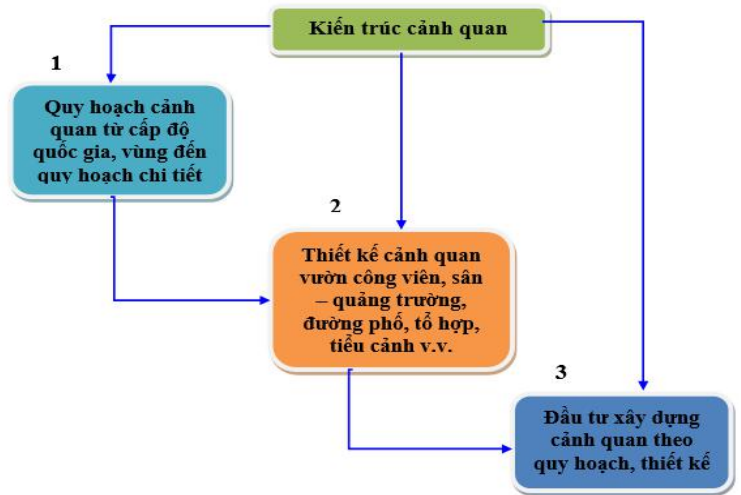 Kiến trúc cảnh quan
1
Quy hoạch cảnh
quan từ cấp độ
quốc gia, vùng đến
quy hoạch chi tiết
2
Thiết kế cảnh quan
vườn công viên, sân
– quảng trường,
đường phố, tổ hợp,
tiểu cảnh v.v.
3
Đầu tư xây dựng
cảnh quan theo
quy hoạch, thiết kế